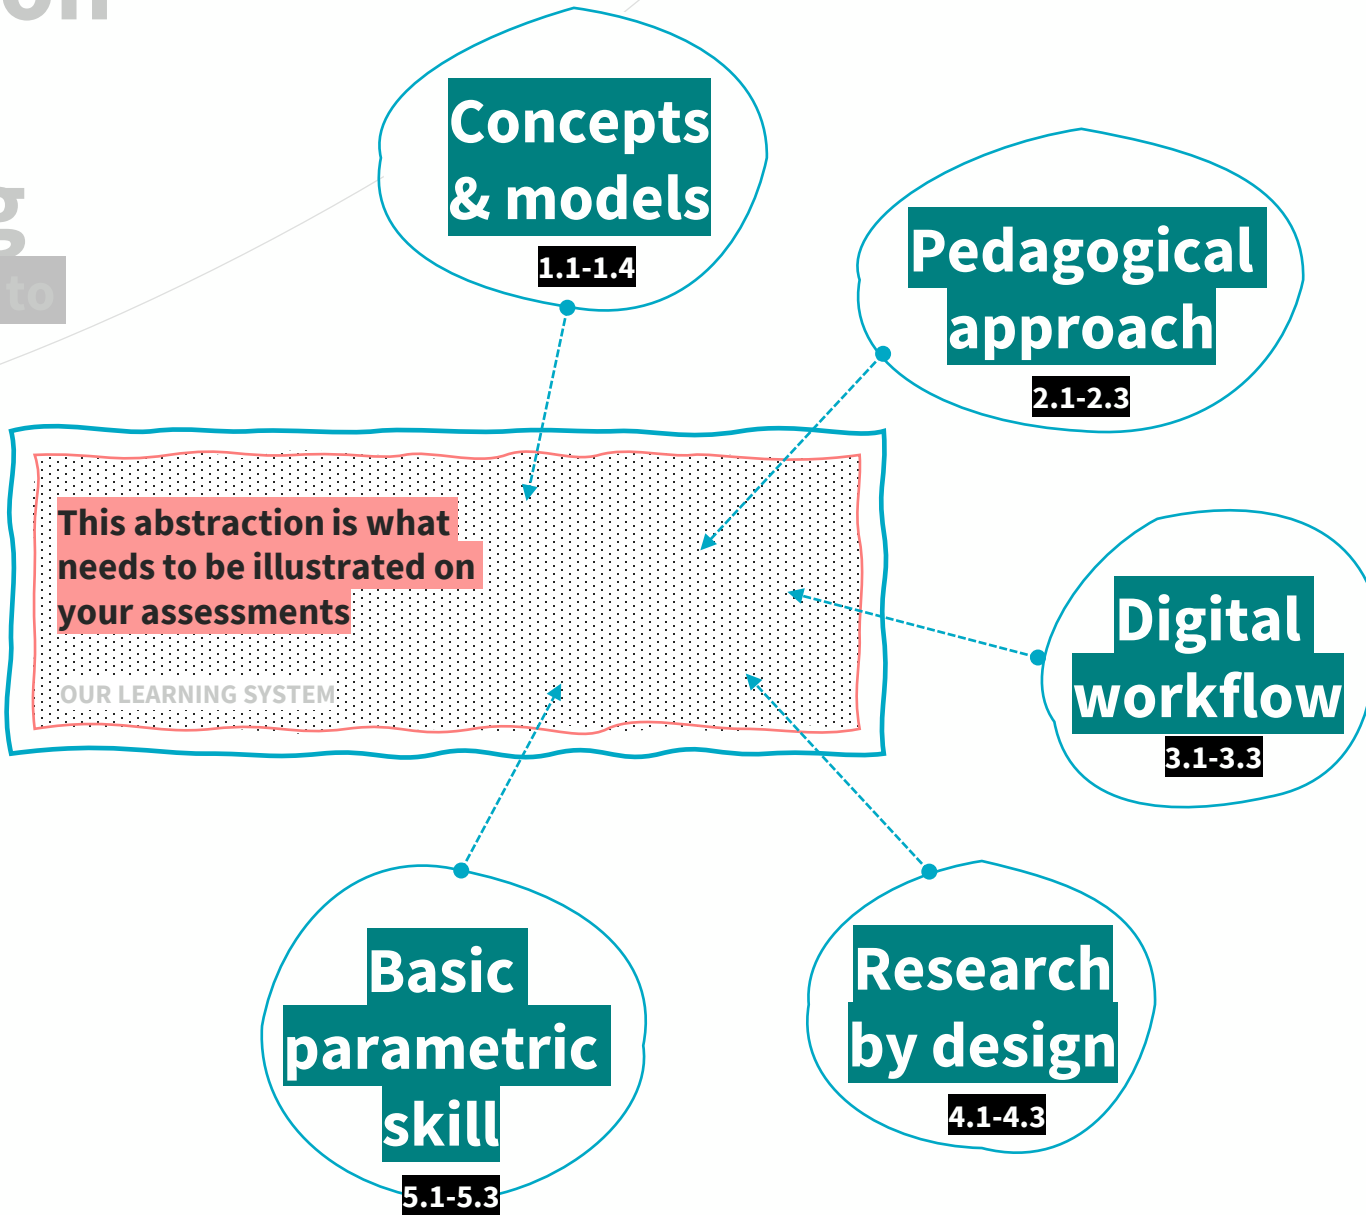 on
g
to
Concepts
& models
1.1-1.4
Pedagogical
approach
2.1-2.3
This abstraction is what
needs to be illustrated on
your assessments
OUR LEARNING SYSTEM
Digital
workflow
3.1-3.3
Basic
parametric
skill
5.1-5.3
Research
by design
4.1-4.3